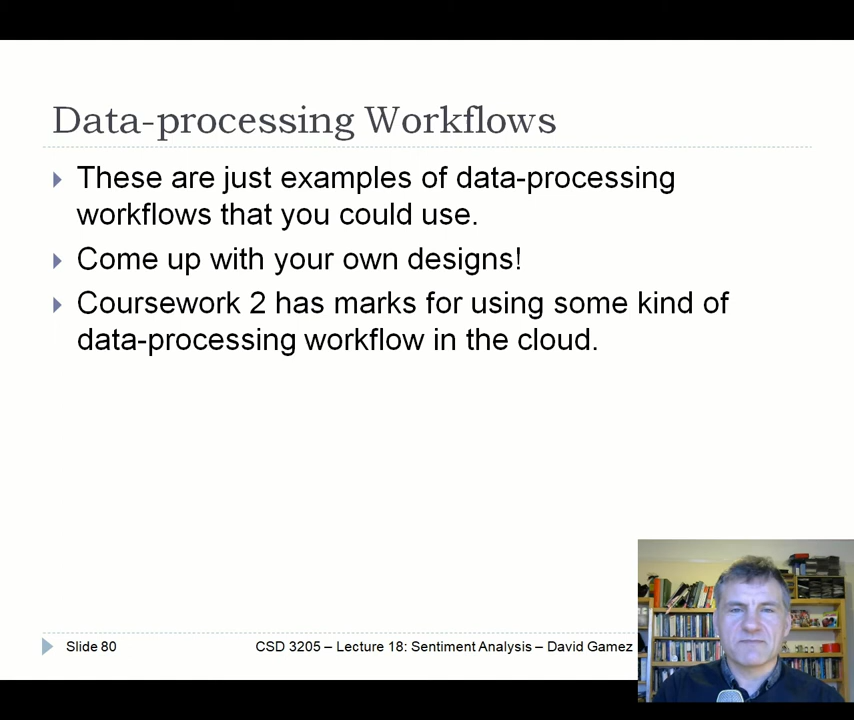 Data-processing Workflows
These are just examples of data-processing
workflows that you could use.
Come up with your own designs!
Coursework 2 has marks for using some kind of
data-processing workflow in the cloud.
Slide 80
CSD 3205 – Lecture 18: Sentiment Analysis – David Gamez